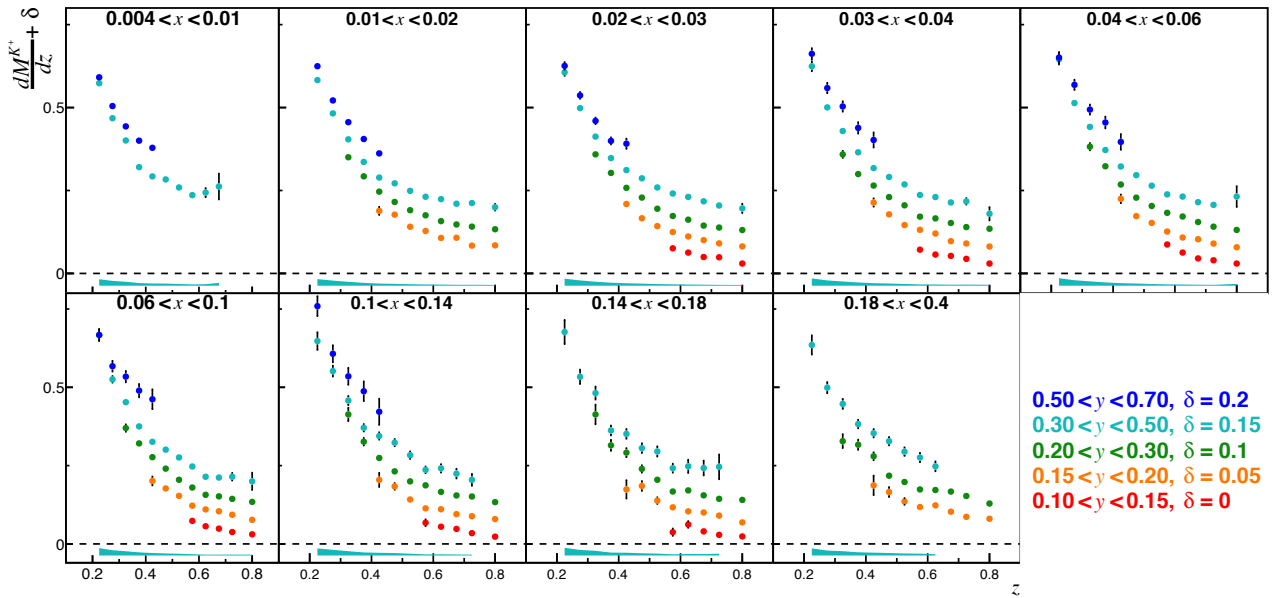 dM^{K+}/dz + δ
0.004 < x < 0.01
0.01 < x < 0.02
0.02 < x < 0.03
0.03 < x < 0.04
0.04 < x < 0.06
0.5
0
0.06 < x < 0.1
0.1 < x < 0.14
0.14 < x < 0.18
0.18 < x < 0.4
0.5
0
0.50 < y < 0.70, δ = 0.2
0.30 < y < 0.50, δ = 0.15
0.20 < y < 0.30, δ = 0.1
0.15 < y < 0.20, δ = 0.05
0.10 < y < 0.15, δ = 0
0.2 0.4 0.6 0.8 0.2 0.4 0.6 0.8 0.2 0.4 0.6 0.8 0.2 0.4 0.6 0.8
z